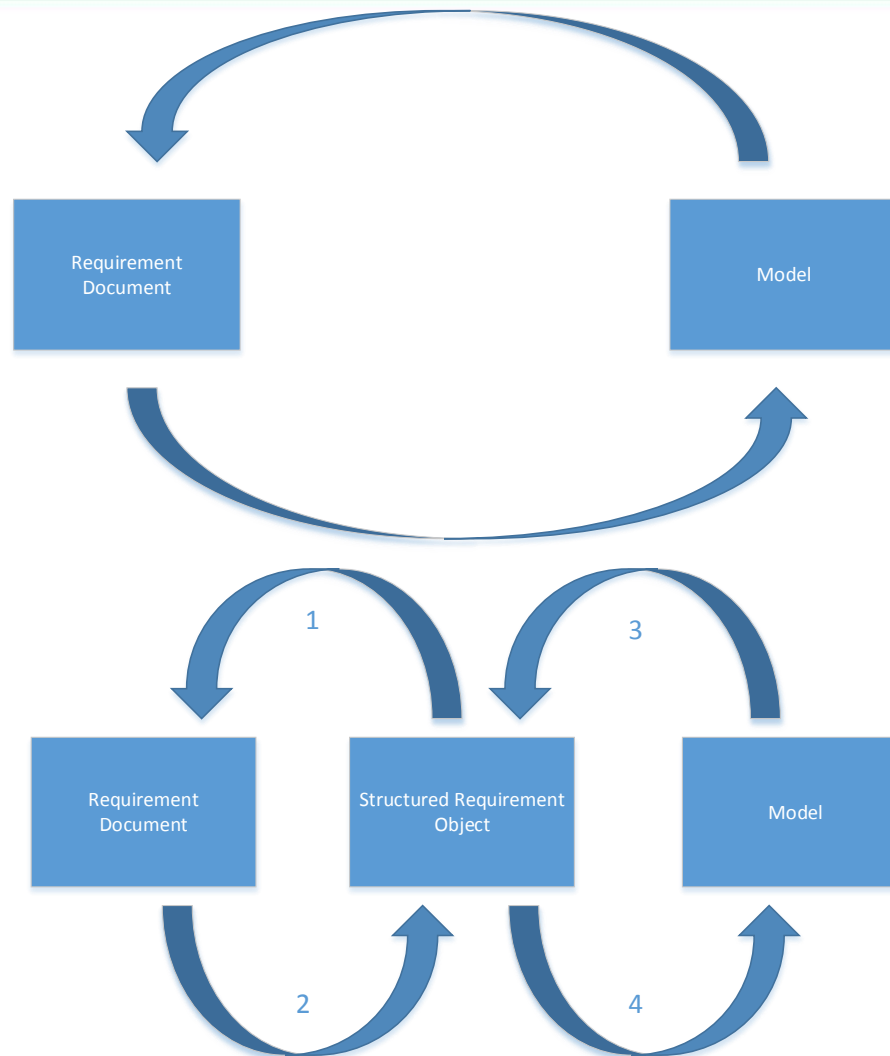 Requirement
Document
Model
1
3
Requirement
Document
Structured Requirement
Object
Model
2
4